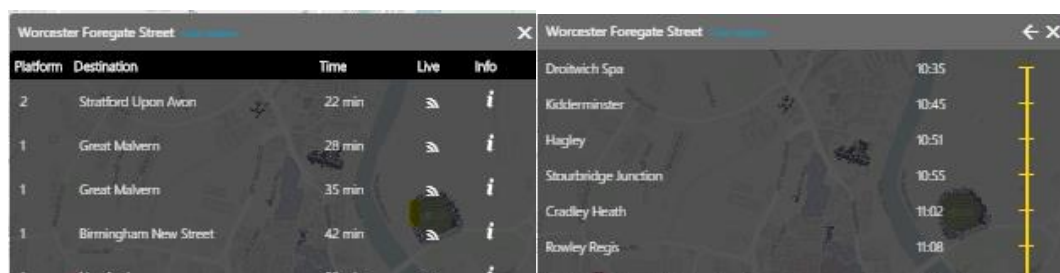 Worcester Foregate Street
Platform Destination Time Live Info
2 Stratford Upon Avon 22 min
1 Great Malvern 28 min
1 Great Malvern 35 min
1 Birmingham New Street 42 min
Worcester Foregate Street
Droitwich Spa 10:35
Kidderminster 10:45
Hagley 10:51
Stourbridge Junction 10:55
Cradley Heath 11:02
Rowley Regis 11:08